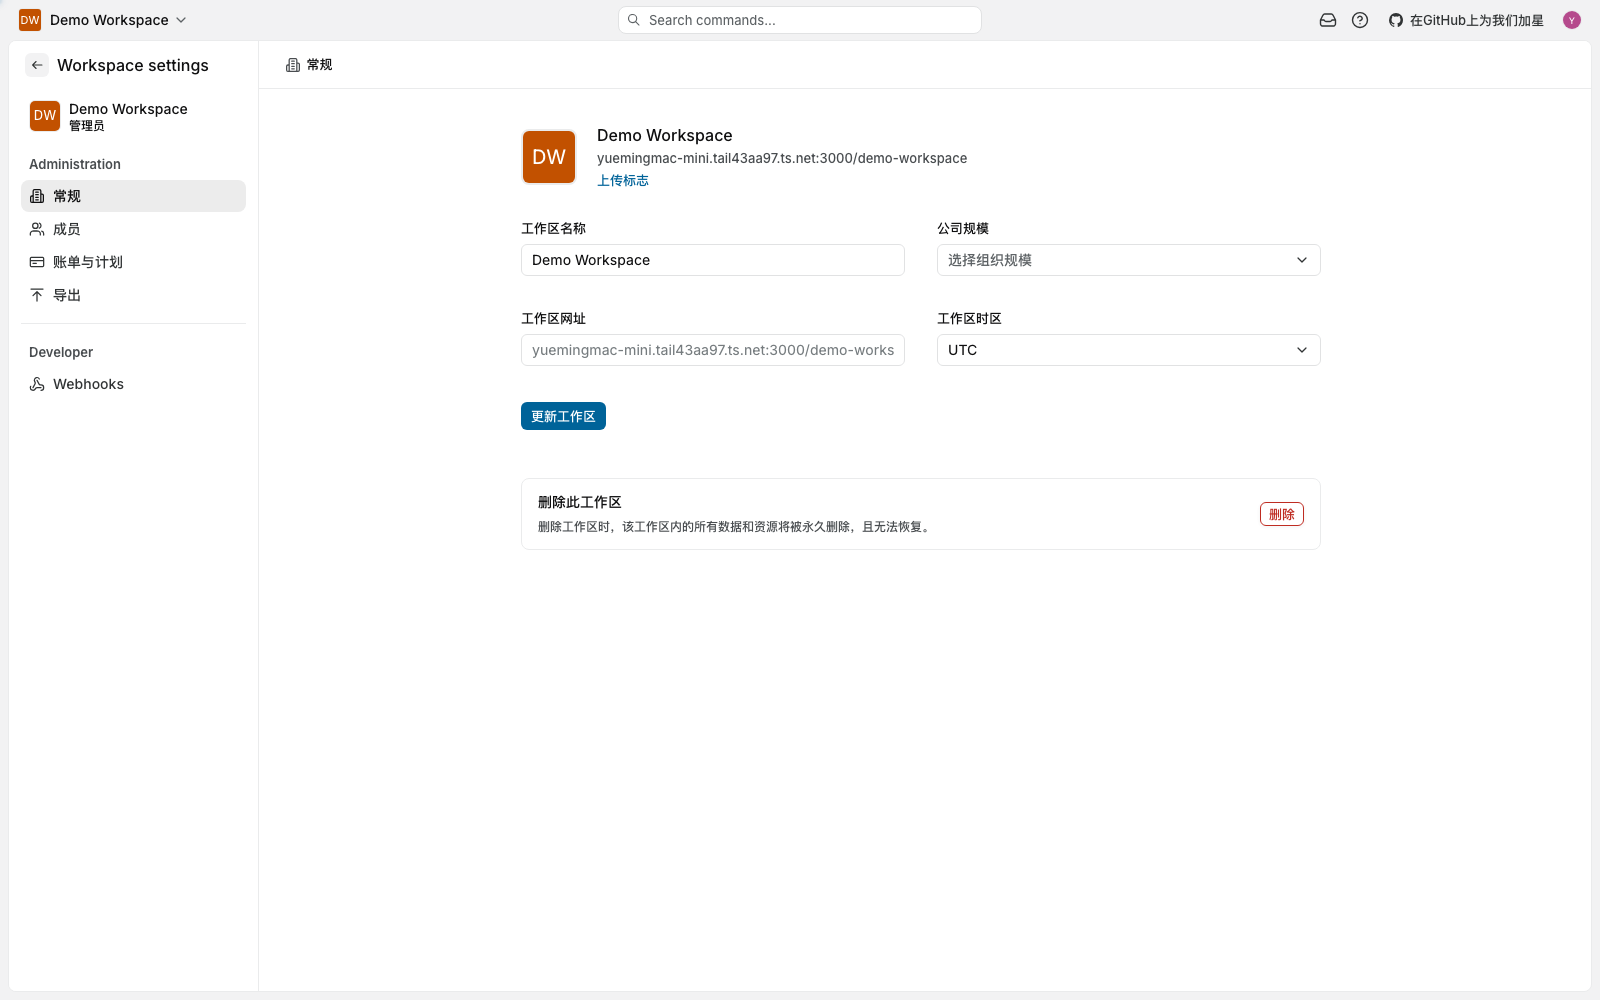 DW Demo Workspace
Search commands...
在GitHub上为我们加星
Y
Workspace settings
DW
Demo Workspace
管理员
Administration
常规
成员
账单与计划
导出
Developer
Webhooks
常规
DW
Demo Workspace
yuemingmac-mini.tail43aa97.ts.net:3000/demo-workspace
上传标志
工作区名称
Demo Workspace
公司规模
选择组织规模
工作区网址
yuemingmac-mini.tail43aa97.ts.net:3000/demo-works
工作区时区
UTC
更新工作区
删除此工作区
删除工作区时，该工作区内的所有数据和资源将被永久删除，且无法恢复。
删除